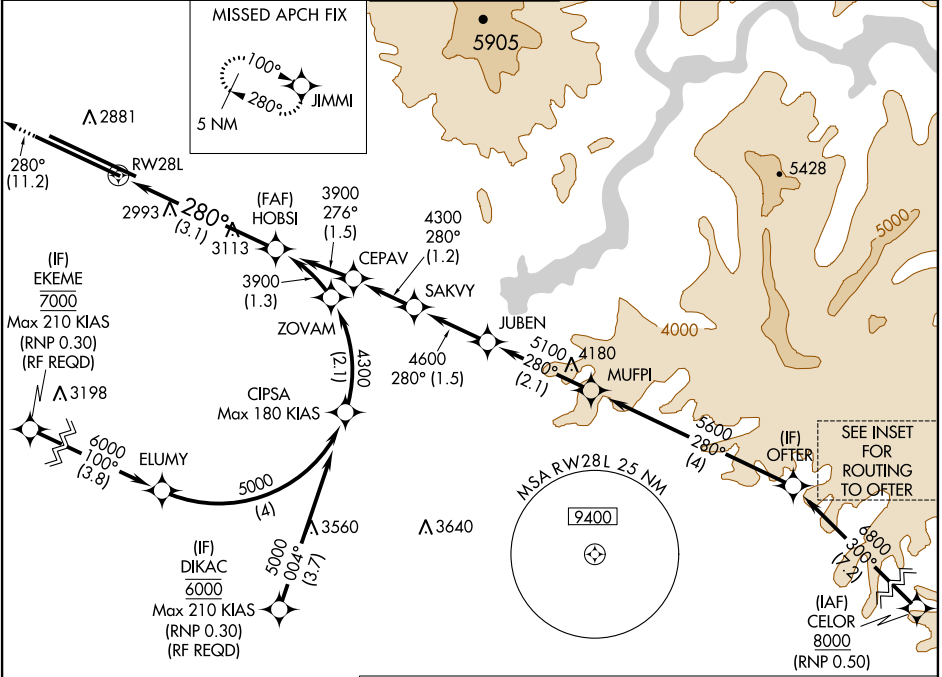 MISSED APCH FIX
100°
280°
JIMMI
5 NM
5905
2881
RW28L
280°
(11.2)
2993
280°
(3.1)
3113
(FAF)
HOBSI
3900
276°
(1.5)
CEPAV
4300
280°
(1.2)
SAKVY
5428
5000
3900
(1.3)
ZOVAM
JUBEN
4600
280° (1.5)
4000
5100
280°
(2.1)
4180
MUFPI
(IF)
EKEME
7000
Max 210 KIAS
(RNP 0.30)
(RF REQD)
3198
4300
(2.1)
CIPSA
Max 180 KIAS
5600
280°
(4)
(IF)
OFTER
SEE INSET
FOR
ROUTING
TO OFTER
6000
100°
(3.8)
ELUMY
5000
(4)
MSA RW28L 25 NM
9400
3560
3640
6800
300°
(7.2)
(IF)
DIKAC
6000
Max 210 KIAS
(RNP 0.30)
(RF REQD)
5000
004°
(3.7)
(IAF)
CELOR
8000
(RNP 0.50)